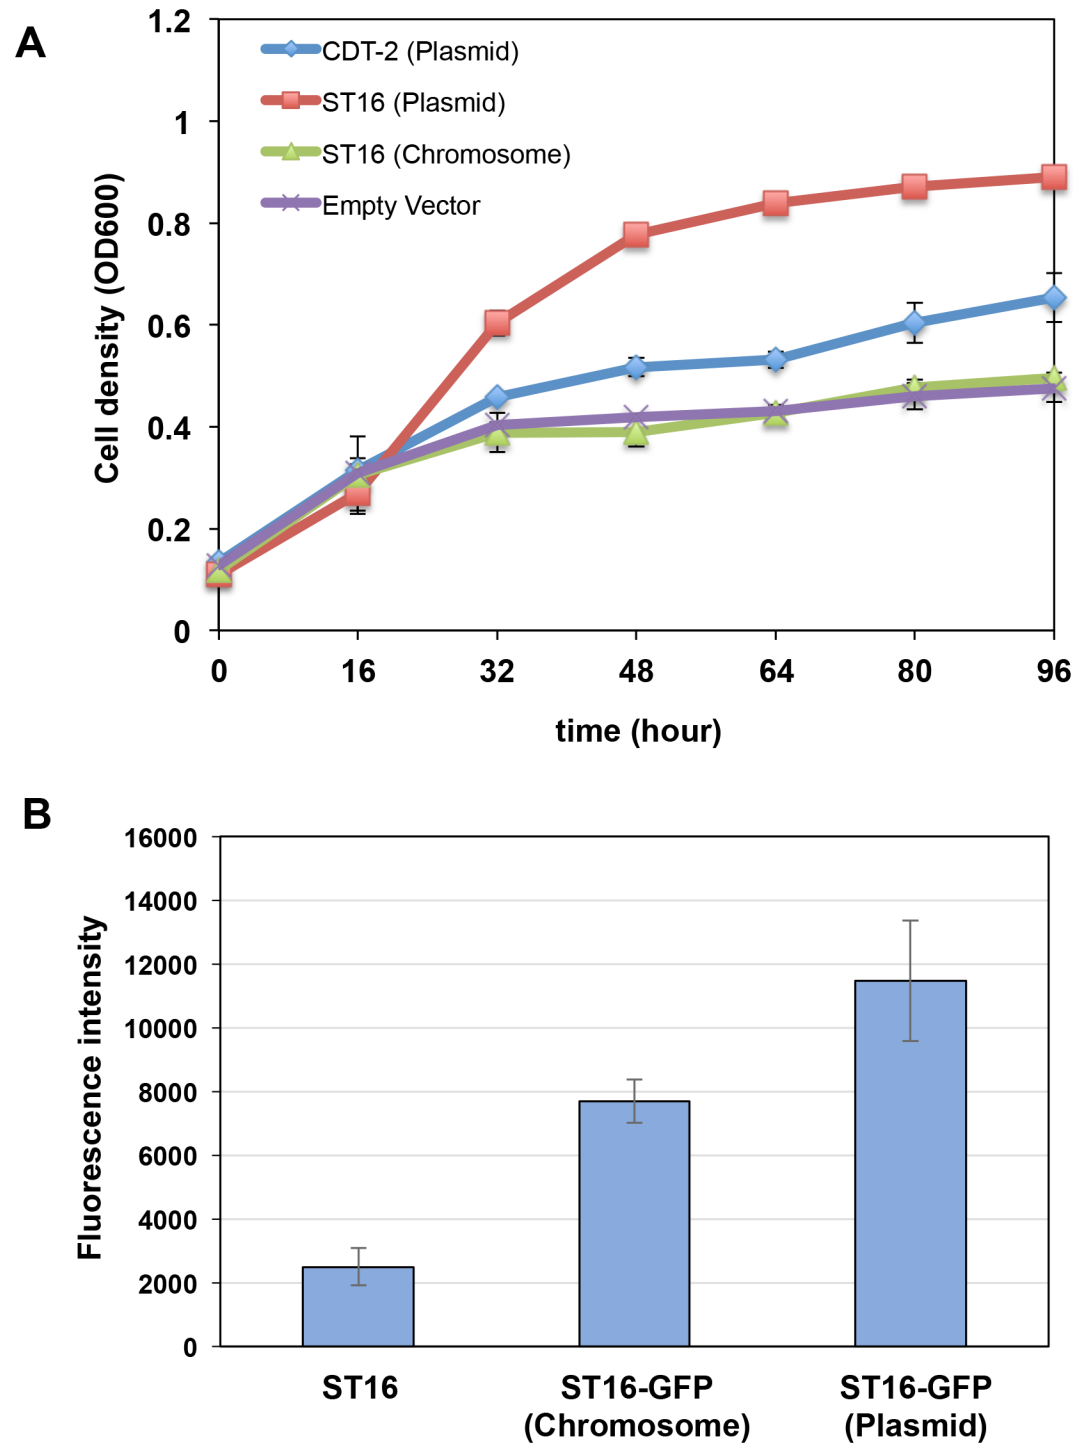 A
1.2
1
0.8
0.6
0.4
0.2
0
Cell density (OD600)
CDT-2 (Plasmid)
ST16 (Plasmid)
ST16 (Chromosome)
Empty Vector
0 16 32 48 64 80 96
time (hour)
B
16000
14000
12000
10000
8000
6000
4000
2000
0
Fluorescence intensity
ST16 ST16-GFP ST16-GFP
(Chromosome) (Plasmid)